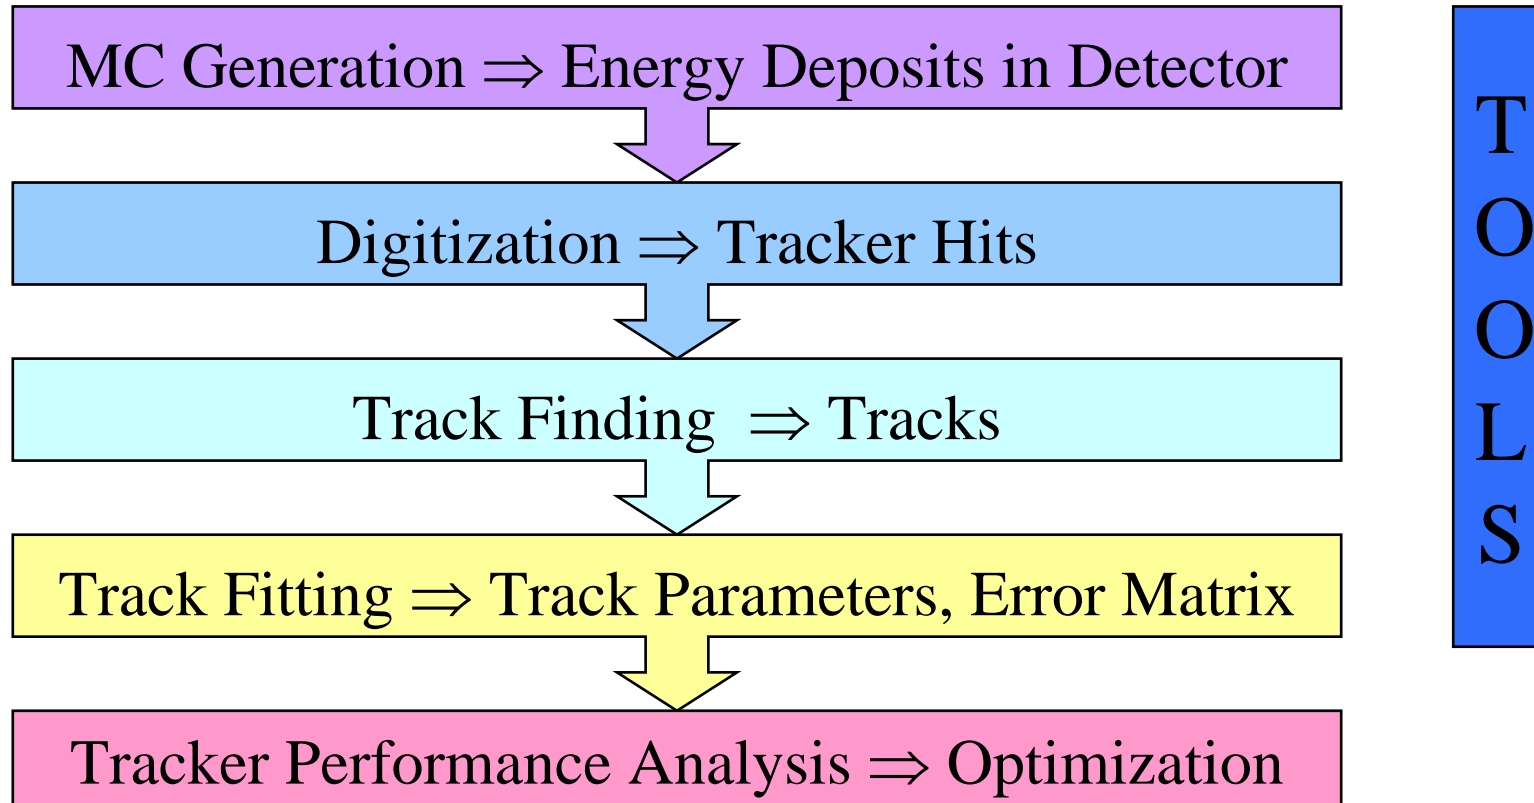 MC Generation ⇒ Energy Deposits in Detector
Digitization ⇒ Tracker Hits
Track Finding ⇒ Tracks
Track Fitting ⇒ Track Parameters, Error Matrix
Tracker Performance Analysis ⇒ Optimization
T
O
O
L
S